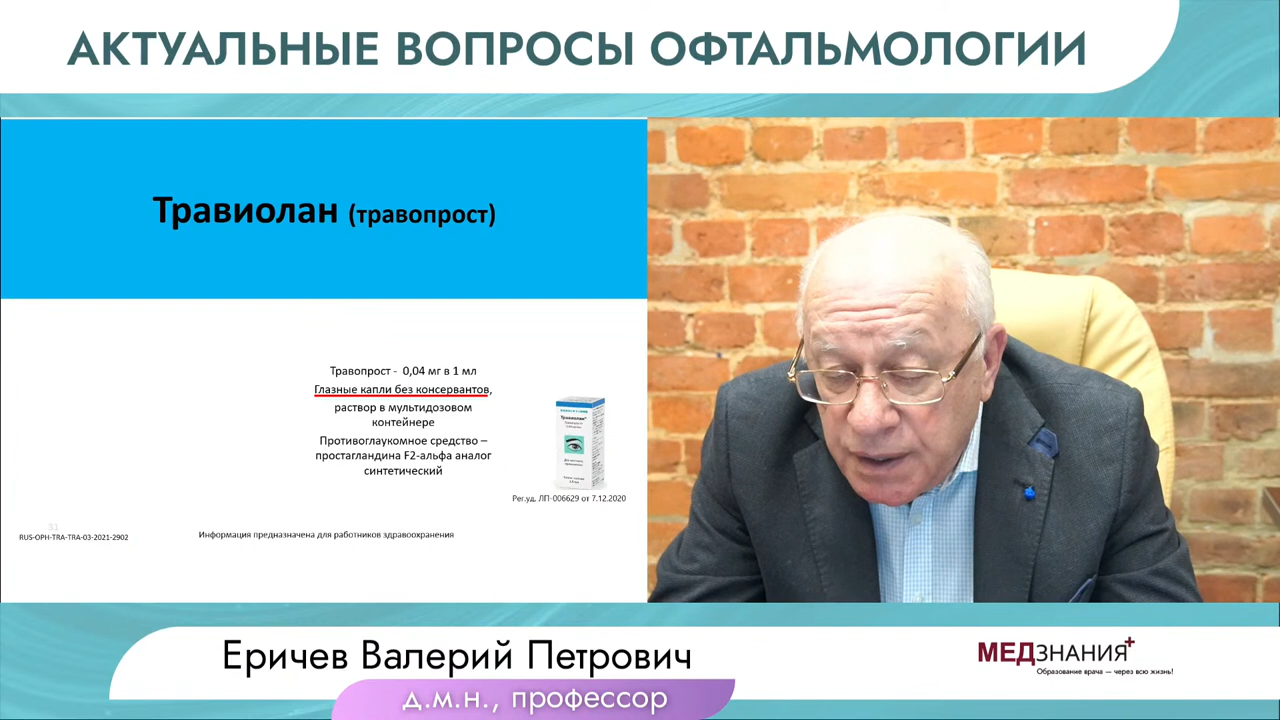 АКТУАЛЬНЫЕ ВОПРОСЫ ОФТАЛЬМОЛОГИИ
Травиолан (травопрост)
Травопрост - 0,04 мг в 1 мл
Глазные капли без консервантов,
раствор в мультидозовом
контейнере
Противоглаукомное средство –
простагландина F2-альфа аналог
синтетический
Травиолан
Рег.уд. ЛП-006629 от 7.12.2020
31
RUS-OPH-TRA-TRA-03-2021-2902
Информация предназначена для работников здравоохранения
Еричев Валерий Петрович
д.м.н., профессор
МЕДЗНАНИЯ+
Образование врача — через всю жизнь!